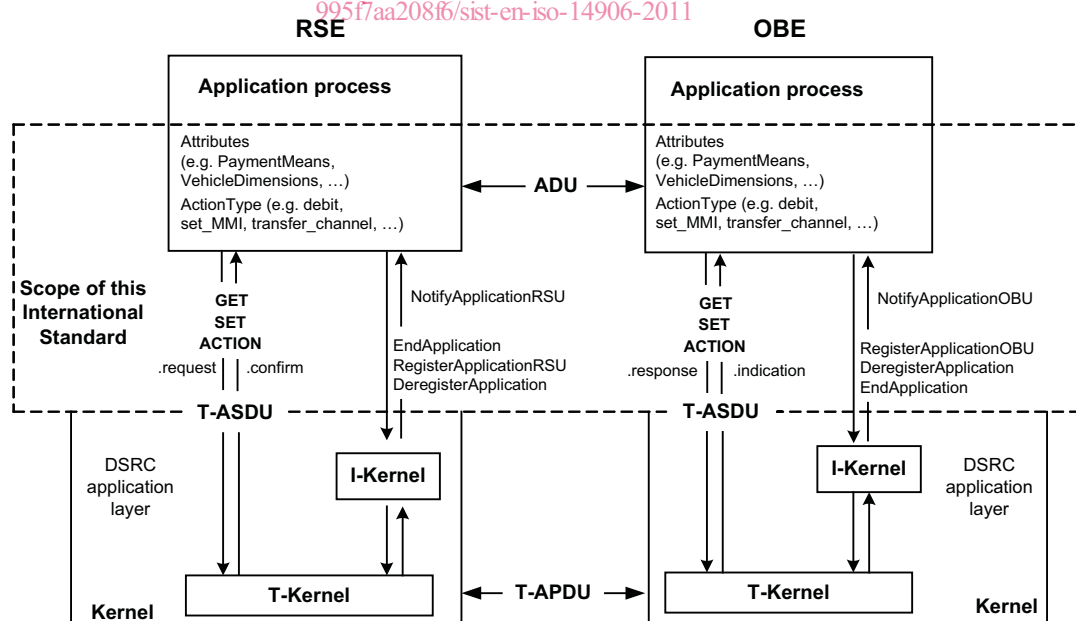 995f7aa208f6/sist-en-iso-14906-2011
RSE
OBE
Application process
Attributes
(e.g. PaymentMeans,
VehicleDimensions, …)
ActionType (e.g. debit,
set_MMI, transfer_channel, …)
ADU
Application process
Attributes
(e.g. PaymentMeans,
VehicleDimensions, …)
ActionType (e.g. debit,
set_MMI, transfer_channel, …)
Scope of this
International
Standard
GET
SET
ACTION
.request
.confirm
NotifyApplicationRSU
EndApplication
RegisterApplicationRSU
DeregisterApplication
GET
SET
ACTION
.response
.indication
NotifyApplicationOBU
RegisterApplicationOBU
DeregisterApplication
EndApplication
T-ASDU
T-ASDU
DSRC
application
layer
I-Kernel
I-Kernel
DSRC
application
layer
T-Kernel
T-APDU
T-Kernel
Kernel
Kernel